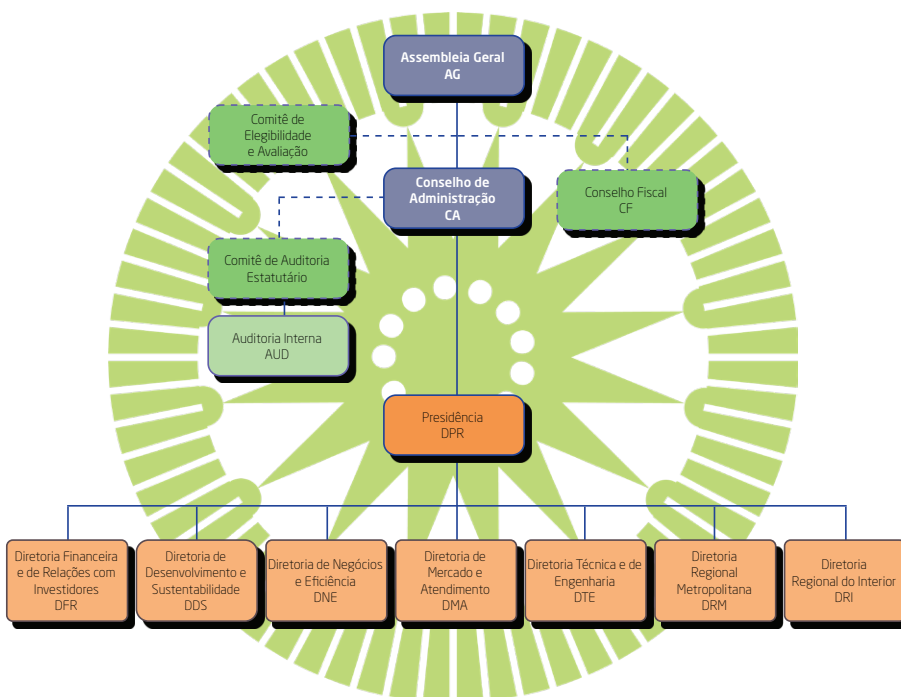 Assembleia Geral
AG
Comitê de
Elegibilidade
e Avaliação
Conselho de
Administração
CA
Conselho Fiscal
CF
Comitê de Auditoria
Estatutário
Auditoria Interna
AUD
Presidência
DPR
Diretoria Financeira
e de Relações com
Investidores
DFR
Diretoria de
Desenvolvimento e
Sustentabilidade
DDS
Diretoria de Negócios
e Eficiência
DNE
Diretoria de
Mercado e
Atendimento
DMA
Diretoria Técnica e de
Engenharia
DTE
Diretoria
Regional
Metropolitana
DRM
Diretoria
Regional do Interior
DRI